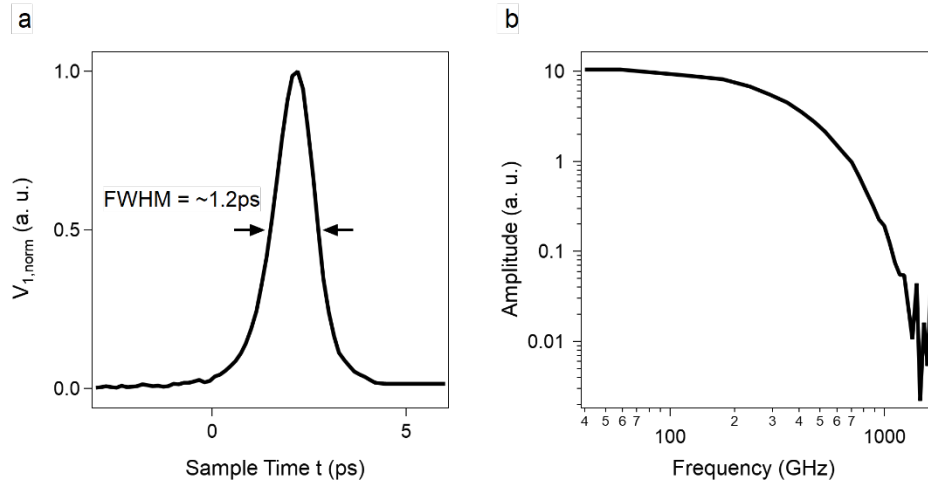 a
1.0
0.5
0.0
V1,norm (a. u.)
FWHM = ~1.2ps
0
5
Sample Time t (ps)
b
10
1
0.1
0.01
Amplitude (a. u.)
4 5 6 7 2 3 4 5 6 7
100 1000
Frequency (GHz)